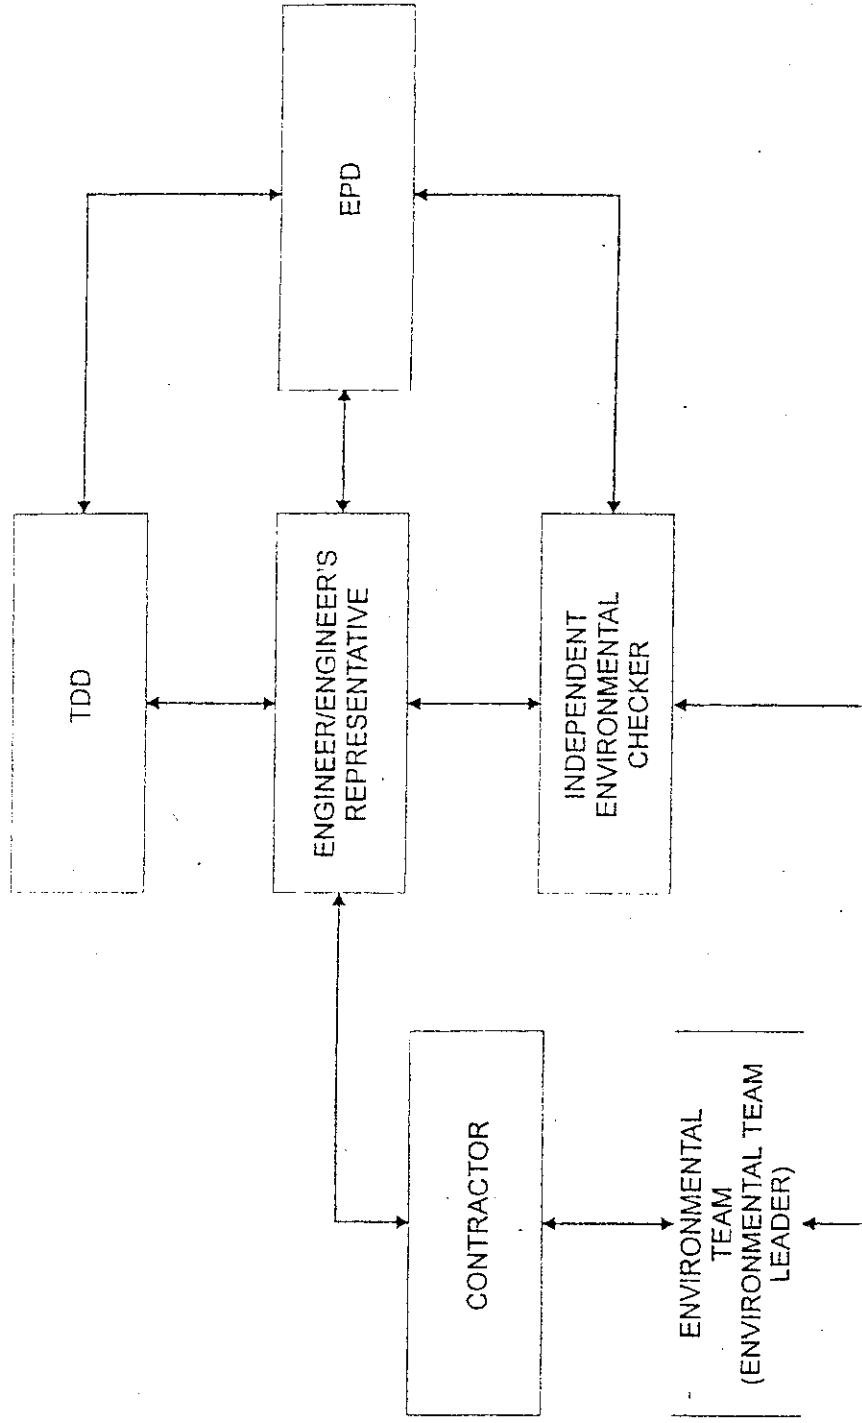 TDD
EPD
ENGINEER/ENGINEER'S
REPRESENTATIVE
INDEPENDENT
ENVIRONMENTAL
CHECKER
CONTRACTOR
ENVIRONMENTAL
TEAM
(ENVIRONMENTAL TEAM
LEADER)